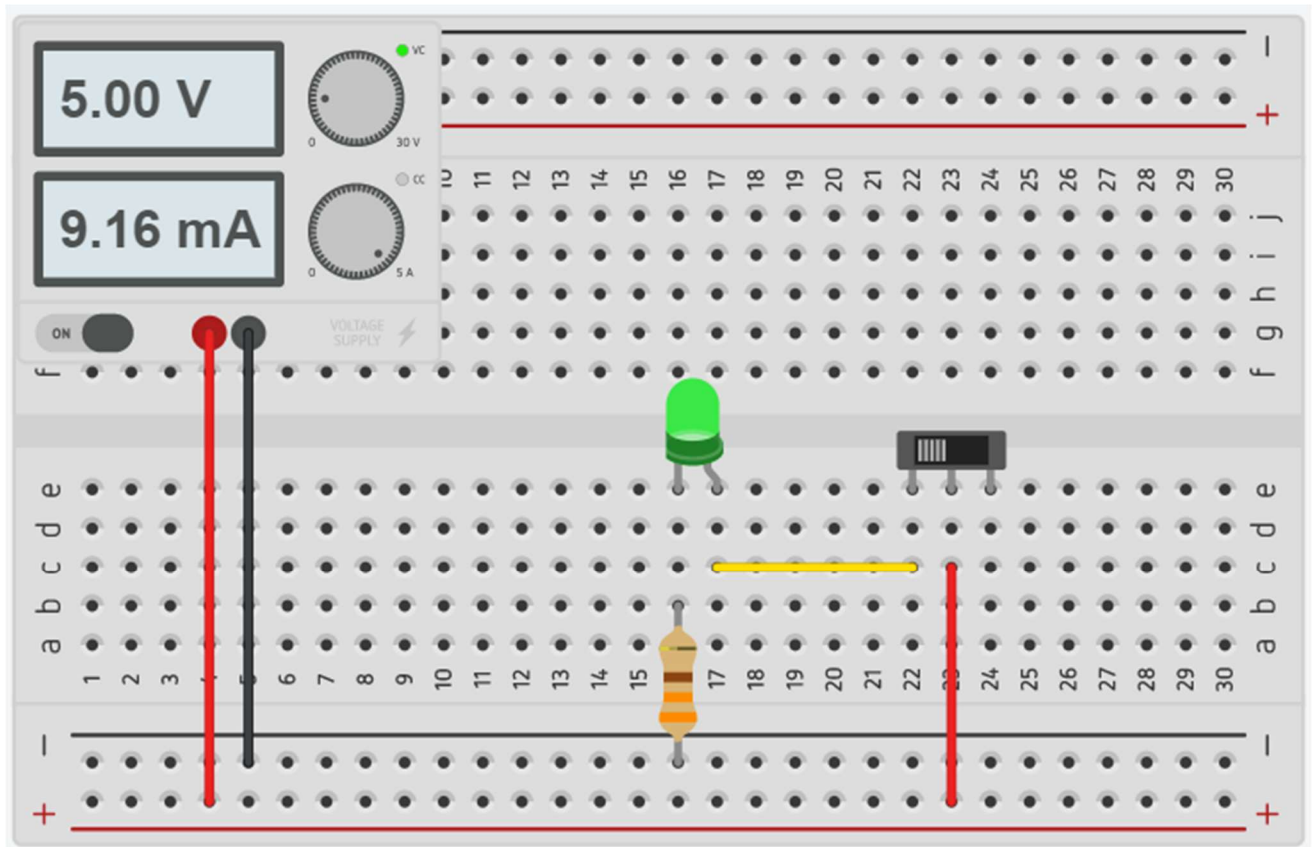 5.00 V
VC
0
30 V
9.16 mA
CC
0
5 A
ON
VOLTAGE
SUPPLY
−
+
10 11 12 13 14 15 16 17 18 19 20 21 22 23 24 25 26 27 28 29 30
j
i
h
g
f f
e e
d d
c c
b b
a a
1 2 3 4 5 6 7 8 9 10 11 12 13 14 15 16 17 18 19 20 21 22 23 24 25 26 27 28 29 30
− −
+ +